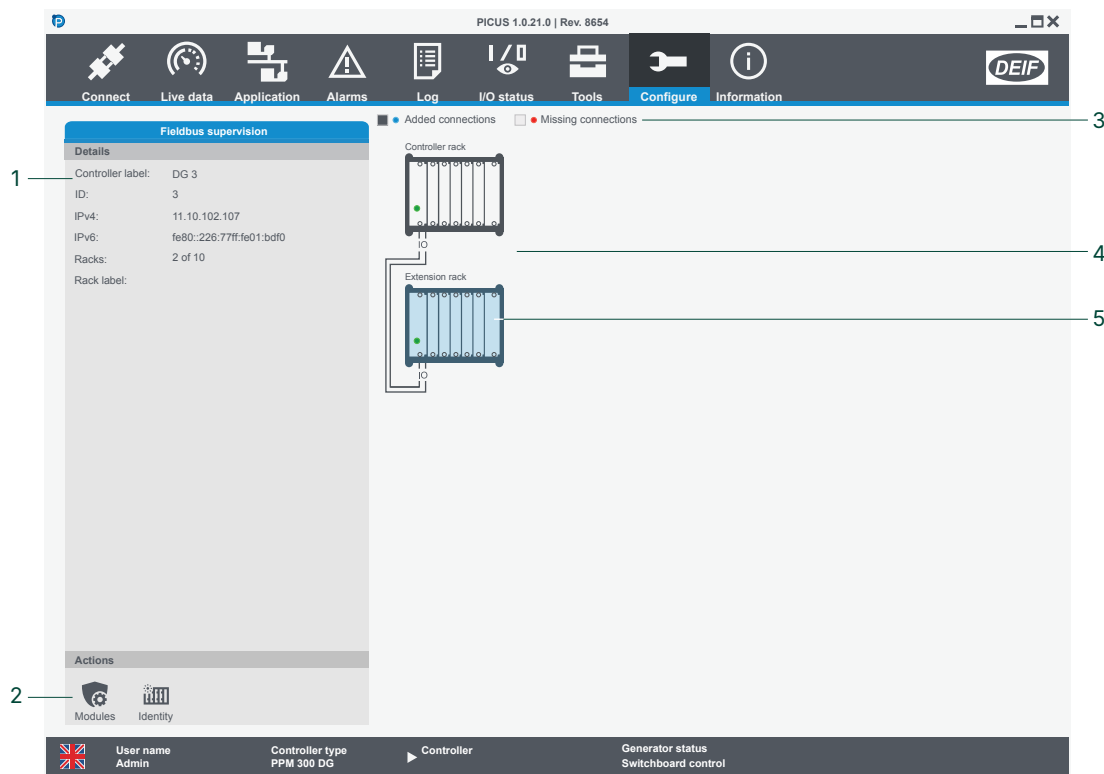 PICUS 1.0.21.0 | Rev. 8654
Connect Live data Application Alarms Log I/O status Tools Configure Information
DEIF
Fieldbus supervision
Added connections Missing connections
3
Details
Controller rack
1
Controller label: DG 3
ID: 3
IPv4: 11.10.102.107
IPv6: fe80::226:77ff:fe01:bdf0
IO
4
Racks: 2 of 10
Rack label:
Extension rack
5
IO
Actions
2
Modules Identity
User name Controller type Controller Generator status
Admin PPM 300 DG Switchboard control